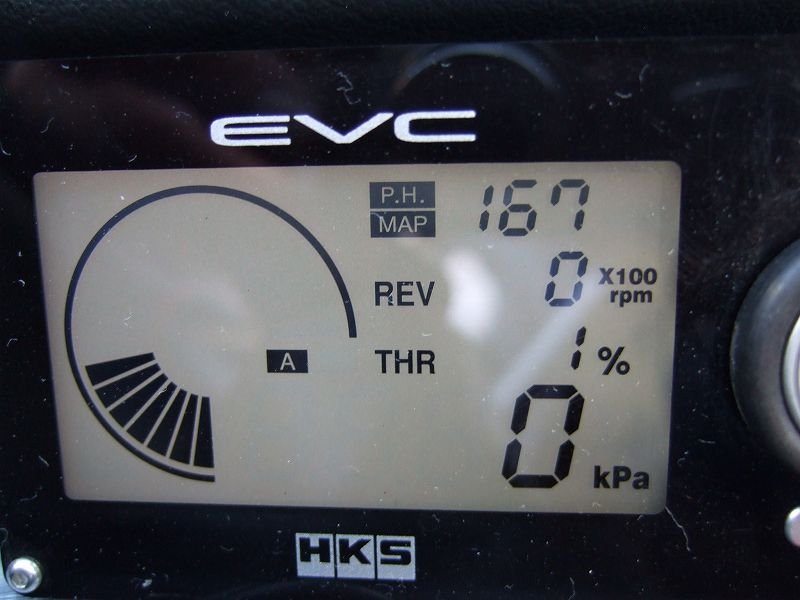 EVC
P.H.
MAP 167
REV 0 X100 rpm
A THR 1 %
0 kPa
HKS